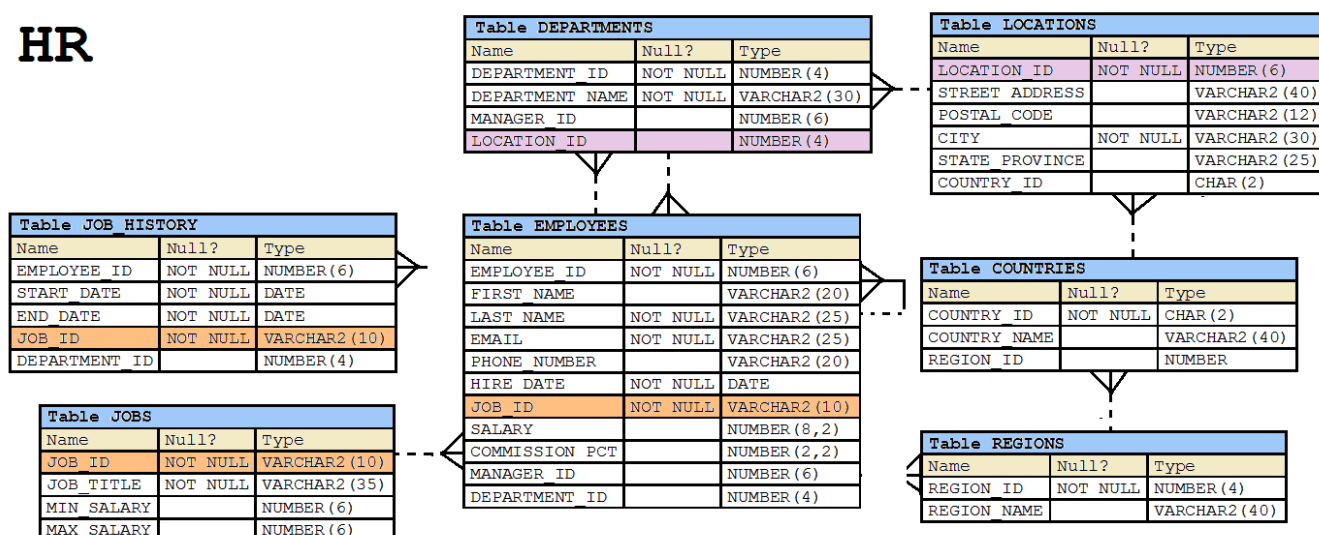 HR
Table DEPARTMENTS
Name Null? Type
DEPARTMENT_ID NOT NULL NUMBER(4)
DEPARTMENT_NAME NOT NULL VARCHAR2(30)
MANAGER_ID NUMBER(6)
LOCATION_ID NUMBER(4)
Table LOCATIONS
Name Null? Type
LOCATION_ID NOT NULL NUMBER(6)
STREET_ADDRESS VARCHAR2(40)
POSTAL_CODE VARCHAR2(12)
CITY NOT NULL VARCHAR2(30)
STATE_PROVINCE VARCHAR2(25)
COUNTRY_ID CHAR(2)
Table JOB_HISTORY
Name Null? Type
EMPLOYEE_ID NOT NULL NUMBER(6)
START_DATE NOT NULL DATE
END_DATE NOT NULL DATE
JOB_ID NOT NULL VARCHAR2(10)
DEPARTMENT_ID NUMBER(4)
Table EMPLOYEES
Name Null? Type
EMPLOYEE_ID NOT NULL NUMBER(6)
FIRST_NAME VARCHAR2(20)
LAST_NAME NOT NULL VARCHAR2(25)
EMAIL NOT NULL VARCHAR2(25)
PHONE_NUMBER VARCHAR2(20)
HIRE_DATE NOT NULL DATE
JOB_ID NOT NULL VARCHAR2(10)
SALARY NUMBER(8,2)
COMMISSION_PCT NUMBER(2,2)
MANAGER_ID NUMBER(6)
DEPARTMENT_ID NUMBER(4)
Table COUNTRIES
Name Null? Type
COUNTRY_ID NOT NULL CHAR(2)
COUNTRY_NAME VARCHAR2(40)
REGION_ID NUMBER
Table JOBS
Name Null? Type
JOB_ID NOT NULL VARCHAR2(10)
JOB_TITLE NOT NULL VARCHAR2(35)
MIN_SALARY NUMBER(6)
MAX_SALARY NUMBER(6)
Table REGIONS
Name Null? Type
REGION_ID NOT NULL NUMBER(4)
REGION_NAME VARCHAR2(40)